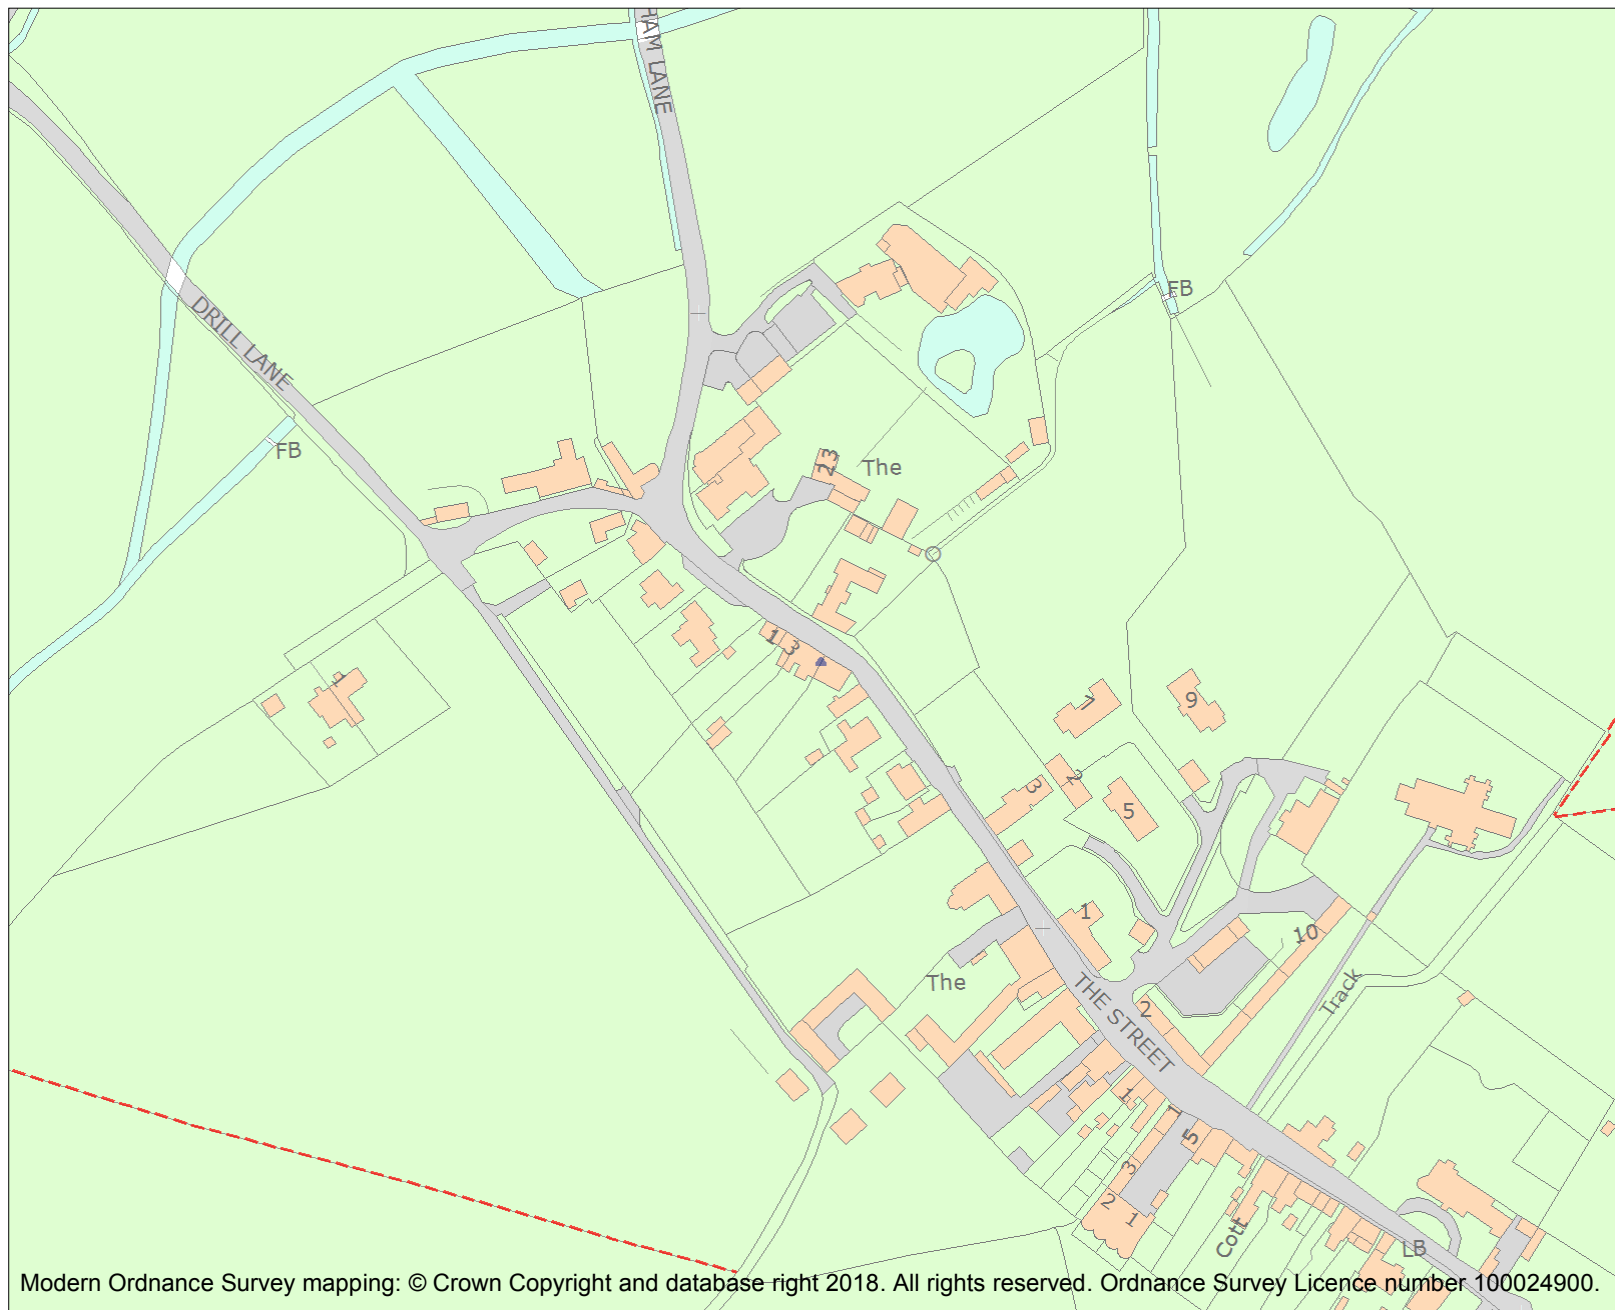 HAM LANE
FB
DRILL LANE
FB
23
The
1
3
1
7
9
2
3
5
1
10
The
Track
THE STREET
2
1
1
5
3
2
1
Cott
LB
Modern Ordnance Survey mapping: © Crown Copyright and database right 2018. All rights reserved. Ordnance Survey Licence number 100024900.